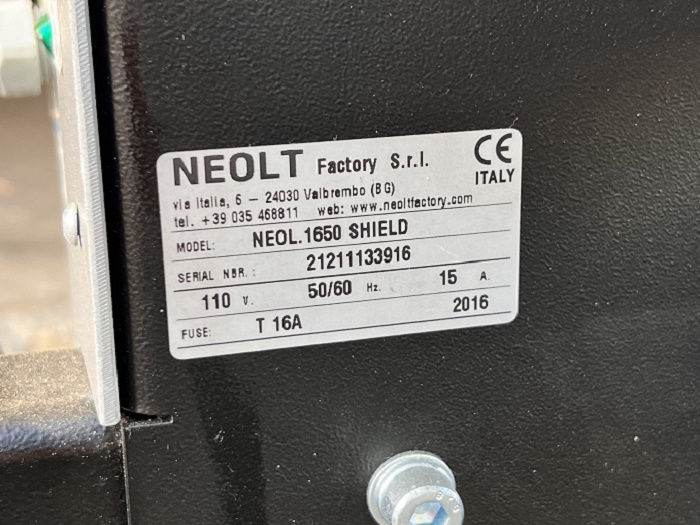 NEOLT Factory S.r.l. CE
ITALY
via Italia, 6 – 24030 Valbrembo (BG)
tel. +39 035 468811 web: www.neoltfactory.com
MODEL: NEOL.1650 SHIELD
SERIAL NBR.: 21211133916
110 V. 50/60 Hz. 15 A.
FUSE: T 16A 2016